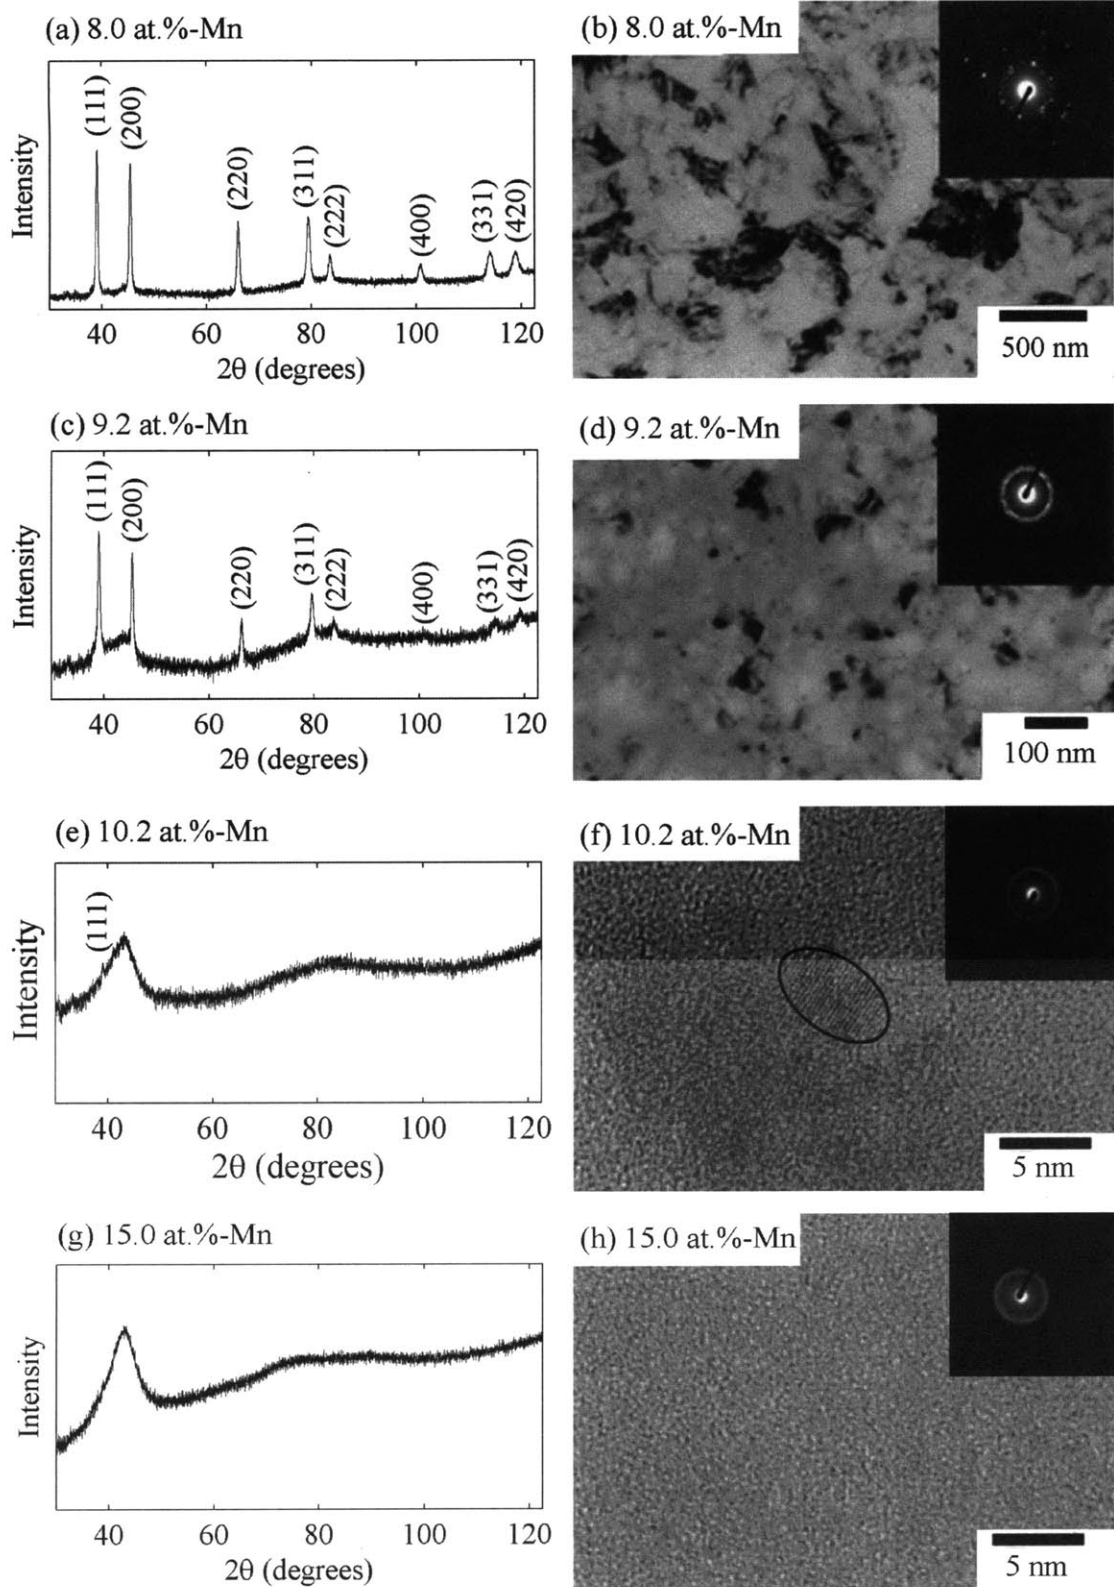 (a) 8.0 at.%-Mn
(b) 8.0 at.%-Mn
Intensity
(111)
(200)
(220)
(311)
(222)
(400)
(331)
(420)
40 60 80 100 120
2θ (degrees)
500 nm
(c) 9.2 at.%-Mn
(d) 9.2 at.%-Mn
Intensity
(111)
(200)
(220)
(311)
(222)
(400)
(331)
(420)
40 60 80 100 120
2θ (degrees)
100 nm
(e) 10.2 at.%-Mn
(f) 10.2 at.%-Mn
Intensity
(111)
40 60 80 100 120
2θ (degrees)
5 nm
(g) 15.0 at.%-Mn
(h) 15.0 at.%-Mn
Intensity
40 60 80 100 120
2θ (degrees)
5 nm